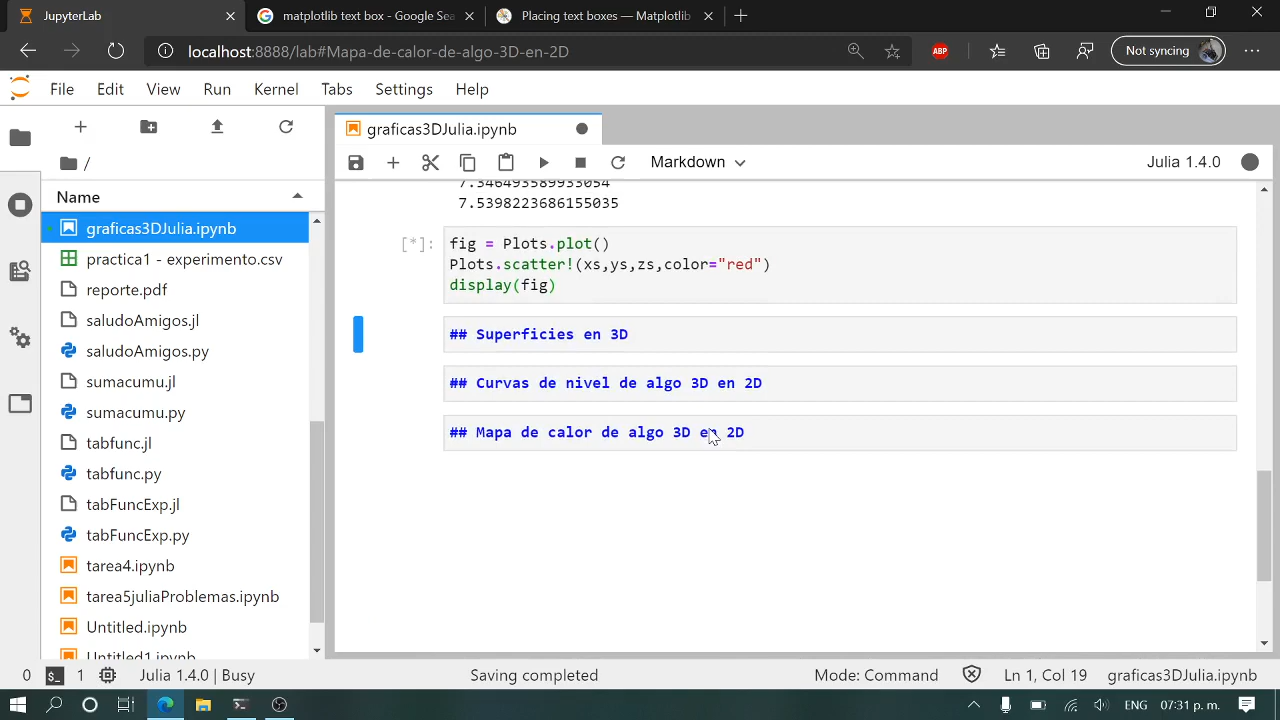 JupyterLab
matplotlib text box - Google Sea
Placing text boxes — Matplotlib
localhost:8888/lab#Mapa-de-calor-de-algo-3D-en-2D
ABP
Not syncing
File Edit View Run Kernel Tabs Settings Help
graficas3DJulia.ipynb
/
Markdown
Julia 1.4.0
Name
graficas3DJulia.ipynb
practica1 - experimento.csv
reporte.pdf
saludoAmigos.jl
saludoAmigos.py
sumacumu.jl
sumacumu.py
tabfunc.jl
tabfunc.py
tabFuncExp.jl
tabFuncExp.py
tarea4.ipynb
tarea5juliaProblemas.ipynb
Untitled.ipynb
Untitled1.ipynb
7.346493589933054
7.5398223686155035
[*]:
fig = Plots.plot()
Plots.scatter!(xs,ys,zs,color="red")
display(fig)
## Superficies en 3D
## Curvas de nivel de algo 3D en 2D
## Mapa de calor de algo 3D en 2D
0 $_ 1 Julia 1.4.0 | Busy
Saving completed
Mode: Command
Ln 1, Col 19
graficas3DJulia.ipynb
ENG
07:31 p. m.